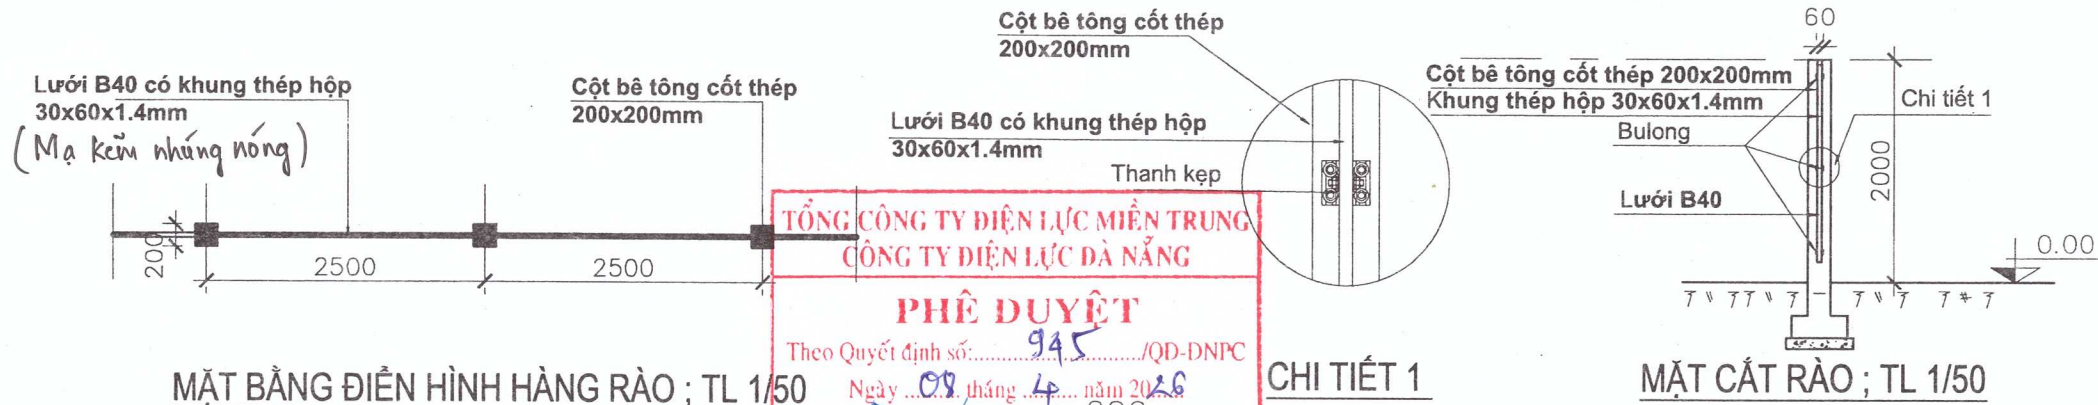 Lưới B40 có khung thép hộp
30x60x1.4mm
(Mạ kẽm nhúng nóng)
Cột bê tông cốt thép
200x200mm
200
2500
2500
MẶT BẰNG ĐIỂN HÌNH HÀNG RÀO ; TL 1/50
Cột bê tông cốt thép
200x200mm
Lưới B40 có khung thép hộp
30x60x1.4mm
Thanh kẹp
CHI TIẾT 1
TỔNG CÔNG TY ĐIỆN LỰC MIỀN TRUNG
CÔNG TY ĐIỆN LỰC ĐÀ NẴNG
PHÊ DUYỆT
Theo Quyết định số: 945 /QD-ĐNPC
Ngày 08 tháng 4 năm 2026
60
Cột bê tông cốt thép 200x200mm
Khung thép hộp 30x60x1.4mm
Bulong
Lưới B40
Chi tiết 1
2000
0.00
MẶT CẮT RÀO ; TL 1/50